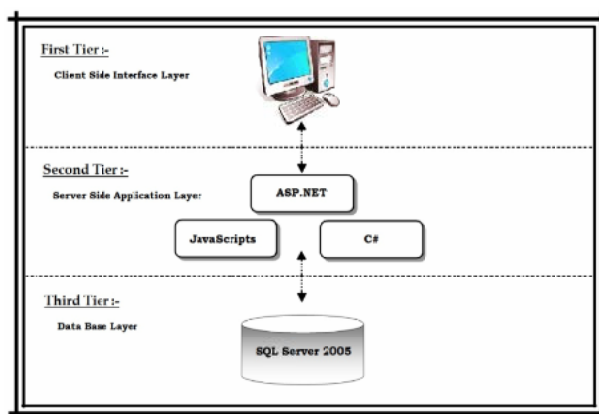 First Tier :-
Client Side Interface Layer
Second Tier :-
Server Side Application Layer
ASP.NET
JavaScripts
C#
Third Tier :-
Data Base Layer
SQL Server 2005